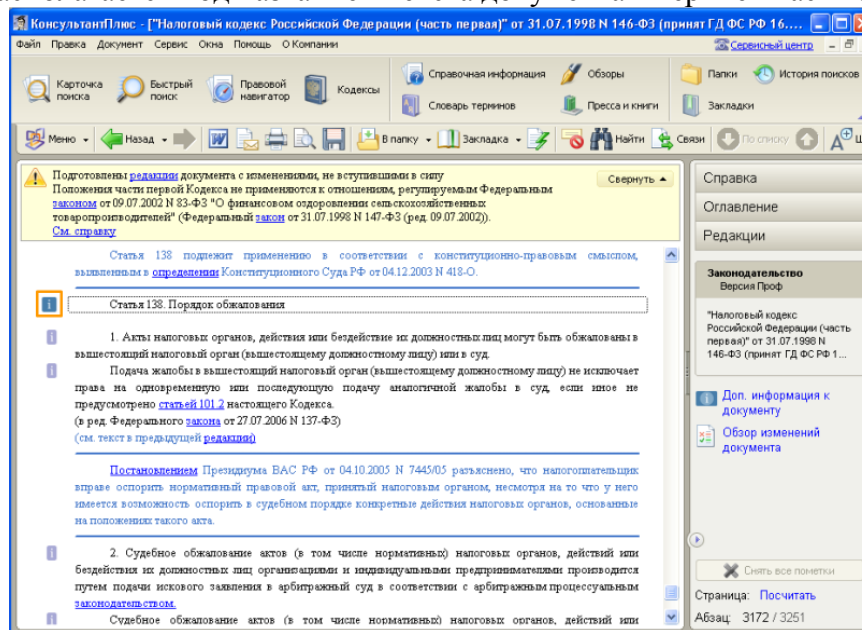 КонсультантПлюс - ["Налоговый кодекс Российской Федерации (часть первая)" от 31.07.1998 N 146-ФЗ (принят ГД ФС РФ 16....
Файл Правка Документ Сервис Окна Помощь О Компании
Сервисный центр
Карточка поиска
Быстрый поиск
Правовой навигатор
Кодексы
Справочная информация
Словарь терминов
Обзоры
Пресса и книги
Папки
Закладки
История поисков
Меню
Назад
В папку
Закладка
Найти
Связи
По списку
Подготовлены редакции документа с изменениями, не вступившими в силу
Свернуть
Положения части первой Кодекса не применяются к отношениям, регулируемым Федеральным
законом от 09.07.2002 N 83-ФЗ "О финансовом оздоровлении сельскохозяйственных
товаропроизводителей" (Федеральный закон от 31.07.1998 N 147-ФЗ (ред. 09.07.2002)).
См. справку
Статья 138 подлежит применению в соответствии с конституционно-правовым смыслом,
выявленным в определении Конституционного Суда РФ от 04.12.2003 N 418-О.
i Статья 138. Порядок обжалования
i 1. Акты налоговых органов, действия или бездействие их должностных лиц могут быть обжалованы в
вышестоящий налоговый орган (вышестоящему должностному лицу) или в суд.
i Подача жалобы в вышестоящий налоговый орган (вышестоящему должностному лицу) не исключает
права на одновременную или последующую подачу аналогичной жалобы в суд, если иное не
предусмотрено статьей 101.2 настоящего Кодекса.
(в ред. Федерального закона от 27.07.2006 N 137-ФЗ)
(см. текст в предыдущей редакции)
Постановлением Президиума ВАС РФ от 04.10.2005 N 7445/05 разъяснено, что налогоплательщик
вправе оспорить нормативный правовой акт, принятый налоговым органом, несмотря на то что у него
имеется возможность оспорить в судебном порядке конкретные действия налоговых органов, основанные
на положениях такого акта.
i 2. Судебное обжалование актов (в том числе нормативных) налоговых органов, действий или
бездействия их должностных лиц организациями и индивидуальными предпринимателями производится
путем подачи искового заявления в арбитражный суд в соответствии с арбитражным процессуальным
законодательством.
i Судебное обжалование актов (в том числе нормативных) налоговых органов, действий или
Справка
Оглавление
Редакции
Законодательство
Версия Проф
"Налоговый кодекс
Российской Федерации (часть
первая)" от 31.07.1998 N
146-ФЗ (принят ГД ФС РФ 1...
Доп. информация к
документу
Обзор изменений
документа
Снять все пометки
Страница: Посчитать
Абзац: 3172 / 3251